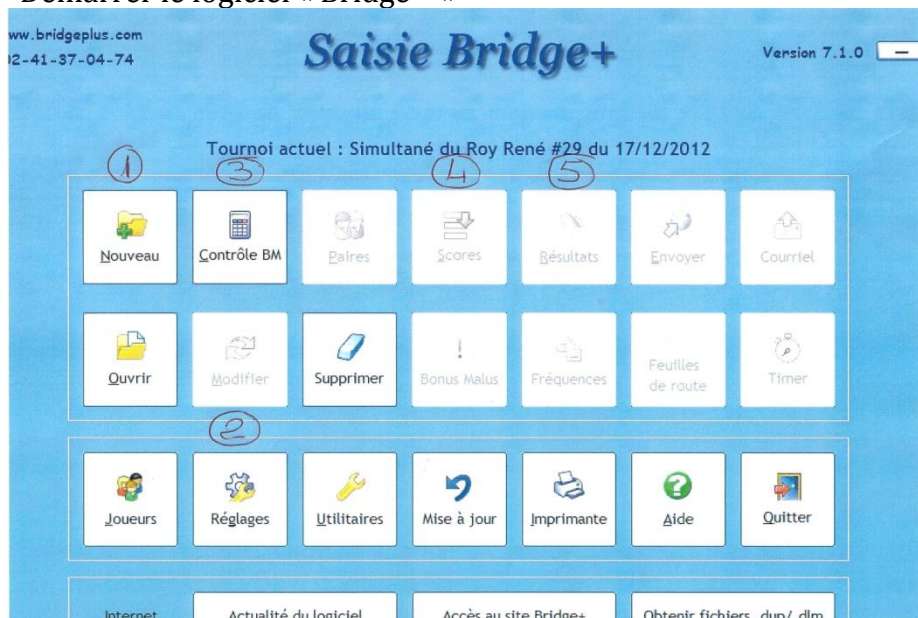 Démarrer le logiciel « Bridge+ »
ww.bridgeplus.com
02-41-37-04-74
Saisie Bridge+
Version 7.1.0
Tournoi actuel : Simultané du Roy René #29 du 17/12/2012
1 3 4 5
Nouveau Contrôle BM Paires Scores Résultats Envoyer Courriel
Ouvrir Modifier Supprimer Bonus Malus Fréquences Feuilles de route Timer
2
Joueurs Réglages Utilitaires Mise à jour Imprimante Aide Quitter
Internet Actualité du logiciel Accès au site Bridge+ Obtenir fichiers .dup/.dlm